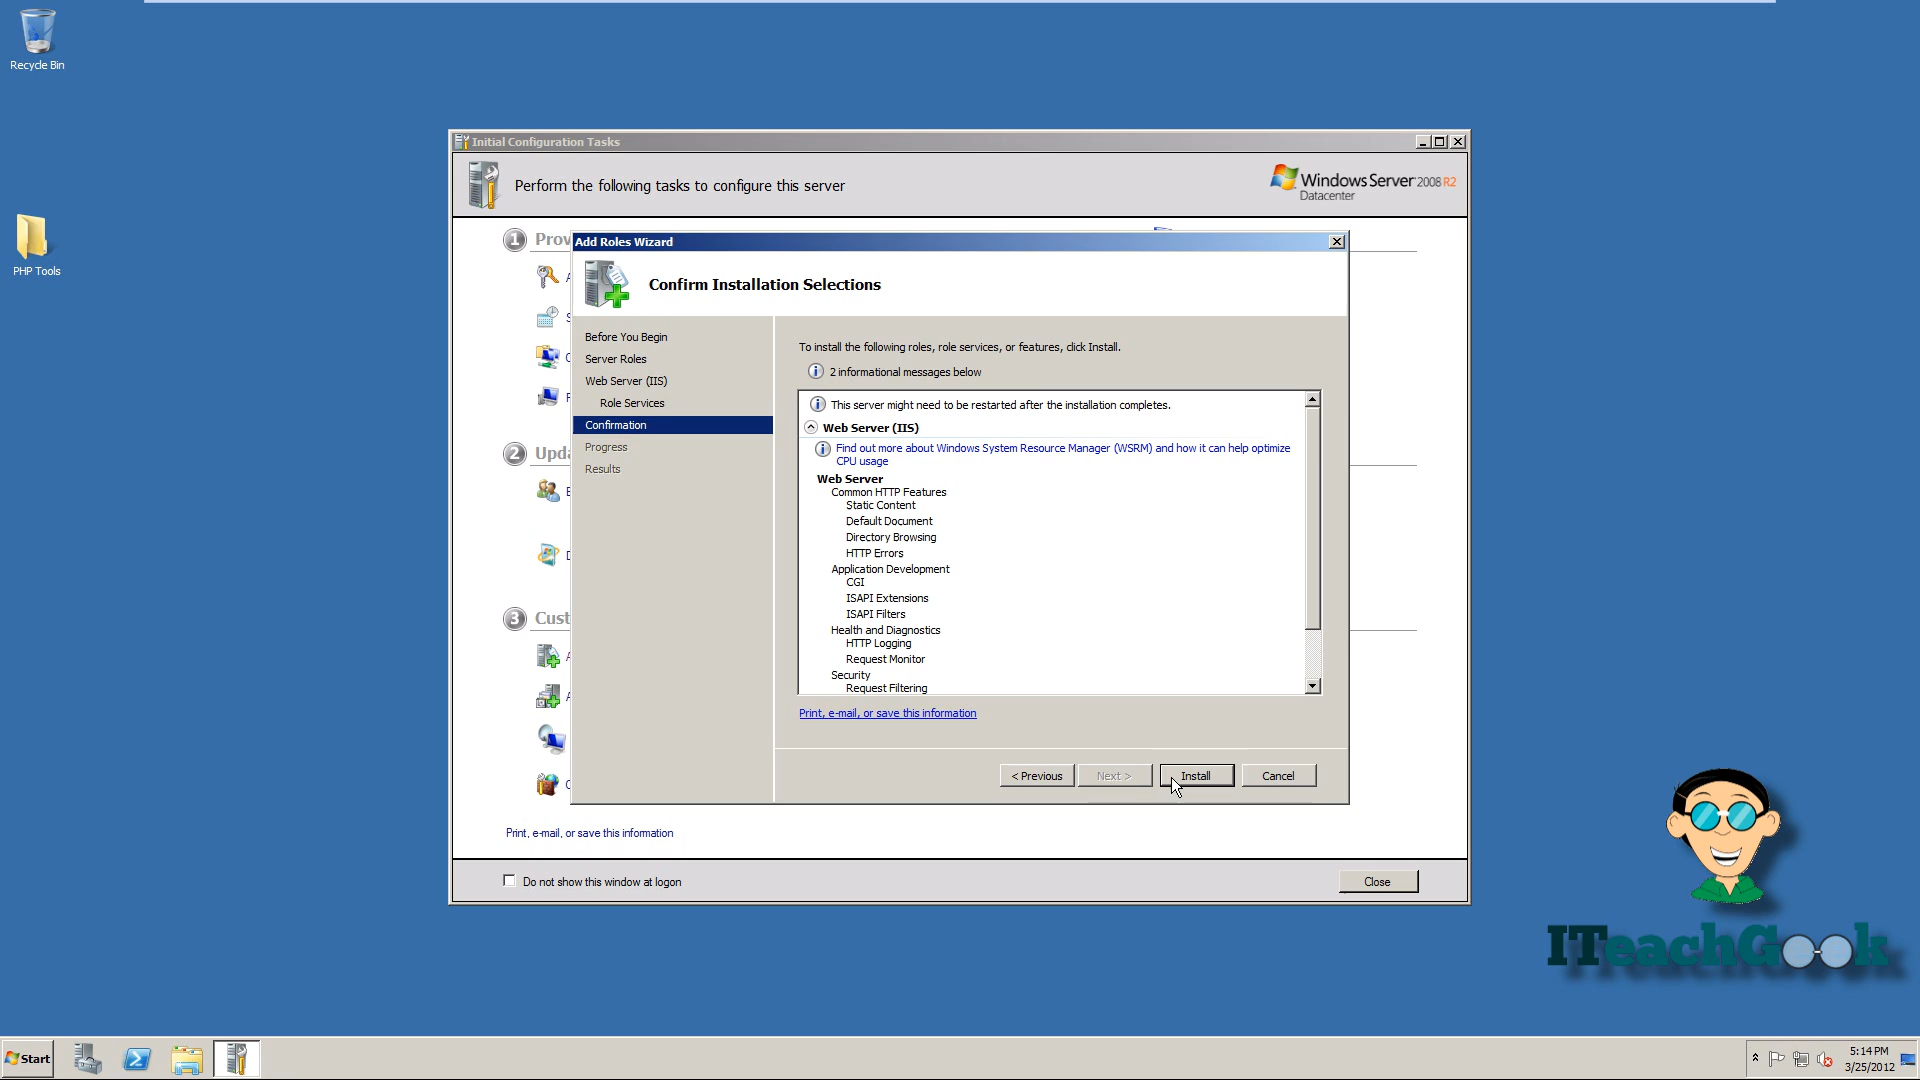 Recycle Bin
PHP Tools
Initial Configuration Tasks
Perform the following tasks to configure this server
Windows Server 2008 R2
Datacenter
1 Prov
Add Roles Wizard
Confirm Installation Selections
Before You Begin
Server Roles
Web Server (IIS)
Role Services
Confirmation
Progress
Results
To install the following roles, role services, or features, click Install.
2 informational messages below
This server might need to be restarted after the installation completes.
Web Server (IIS)
Find out more about Windows System Resource Manager (WSRM) and how it can help optimize
CPU usage
Web Server
Common HTTP Features
Static Content
Default Document
Directory Browsing
HTTP Errors
Application Development
CGI
ISAPI Extensions
ISAPI Filters
Health and Diagnostics
HTTP Logging
Request Monitor
Security
Request Filtering
Print, e-mail, or save this information
< Previous
Next >
Install
Cancel
2 Upda
3 Cust
Print, e-mail, or save this information
Do not show this window at logon
Close
ITeachGook
Start
5:14 PM
3/25/2012